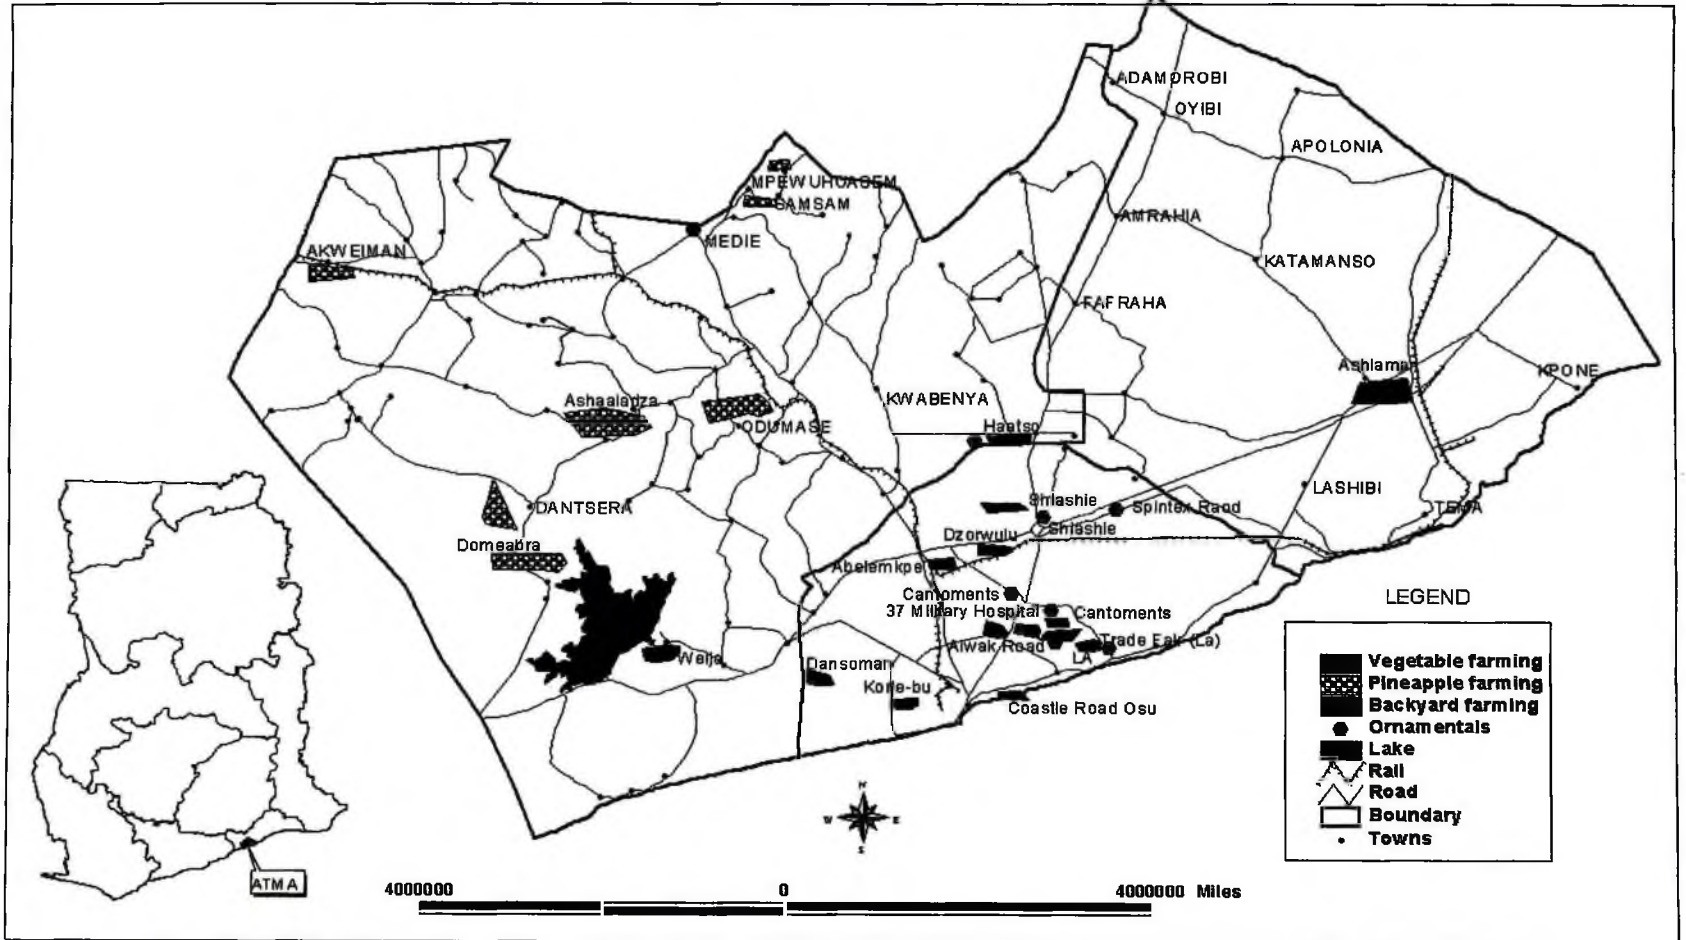 ADAMOROBI
OYIBI
APOLONIA
MPEWUHUASEM
SAMSAM
AMRAHIA
MEDIE
AKWEIMAN
KATAMANSO
FAFRAHA
Ashiaman
KPONE
Ashaaladza
KWABENYA
ODUMASE
Haatso
LASHIBI
DANTSERA
Shiashie
Spintex Raod
TEMA
Shiashie
Dzorwulu
Domeabra
Abelemkpe
Cantoments
37 Military Hospital
Cantoments
Alwak Road
Trade Fair (La)
LA
Weija
Dansoman
Korle-bu
Coastle Road Osu
LEGEND
Vegetable farming
Pineapple farming
Backyard farming
Ornamentals
Lake
Rail
Road
Boundary
Towns
N
W E
S
ATMA
4000000 0 4000000 Miles